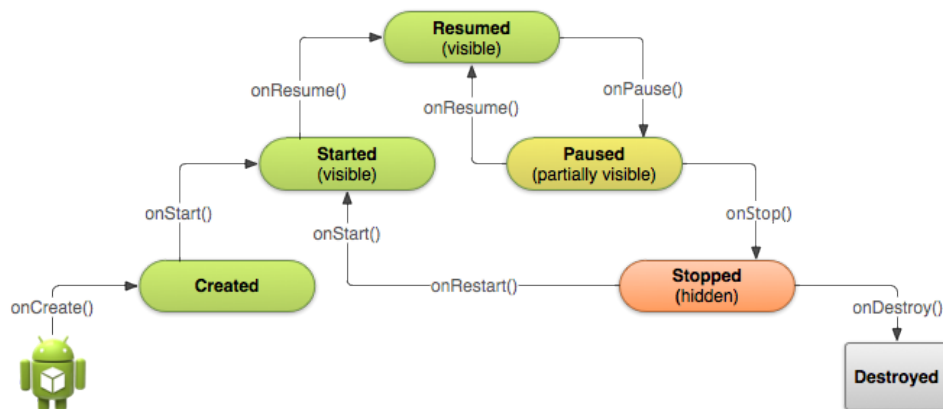 Resumed
(visible)
onResume()
onResume()
onPause()
Started
(visible)
Paused
(partially visible)
onStart()
onStart()
onStop()
Created
onRestart()
Stopped
(hidden)
onCreate()
onDestroy()
Destroyed